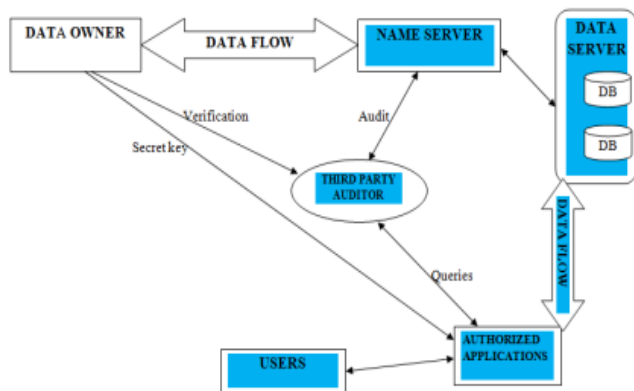 DATA OWNER
DATA FLOW
NAME SERVER
DATA
SERVER
DB
DB
Verification
Audit
Secret key
THIRD PARTY
AUDITOR
DATA FLOW
Queries
AUTHORIZED
APPLICATIONS
USERS